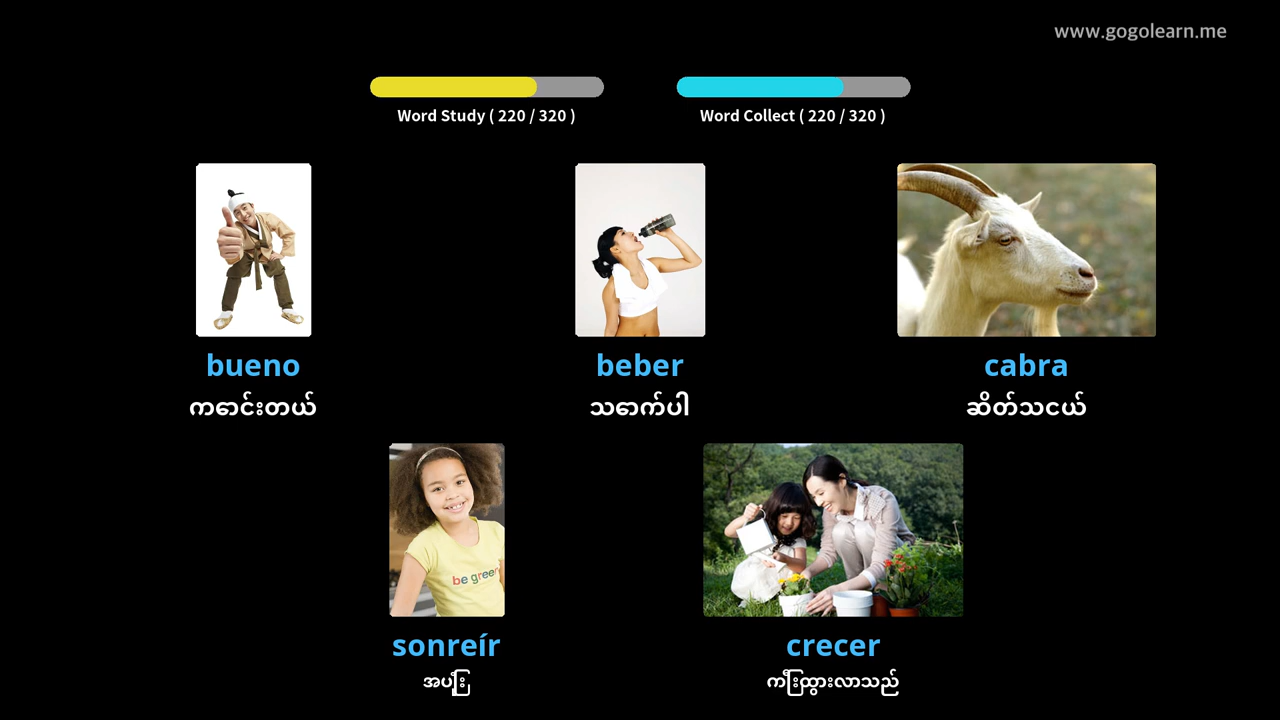 www.gogolearn.me
Word Study ( 220 / 320 )
Word Collect ( 220 / 320 )
bueno
beber
cabra
ကောင်းတယ်
သောက်ပါ
ဆိတ်သငယ်
be green
sonreír
crecer
အပြုံး
ကြီးထွားလာသည်